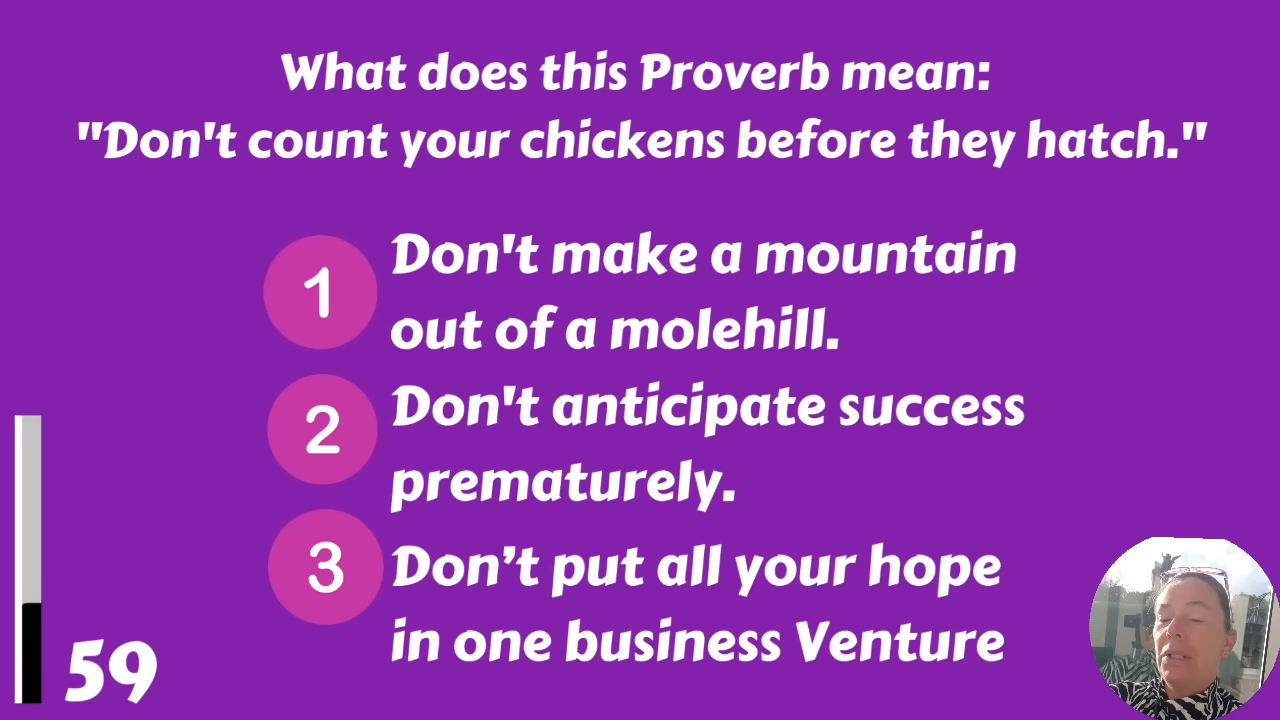 What does this Proverb mean:
"Don't count your chickens before they hatch."
1 Don't make a mountain
out of a molehill.
2 Don't anticipate success
prematurely.
3 Don’t put all your hope
in one business Venture
59